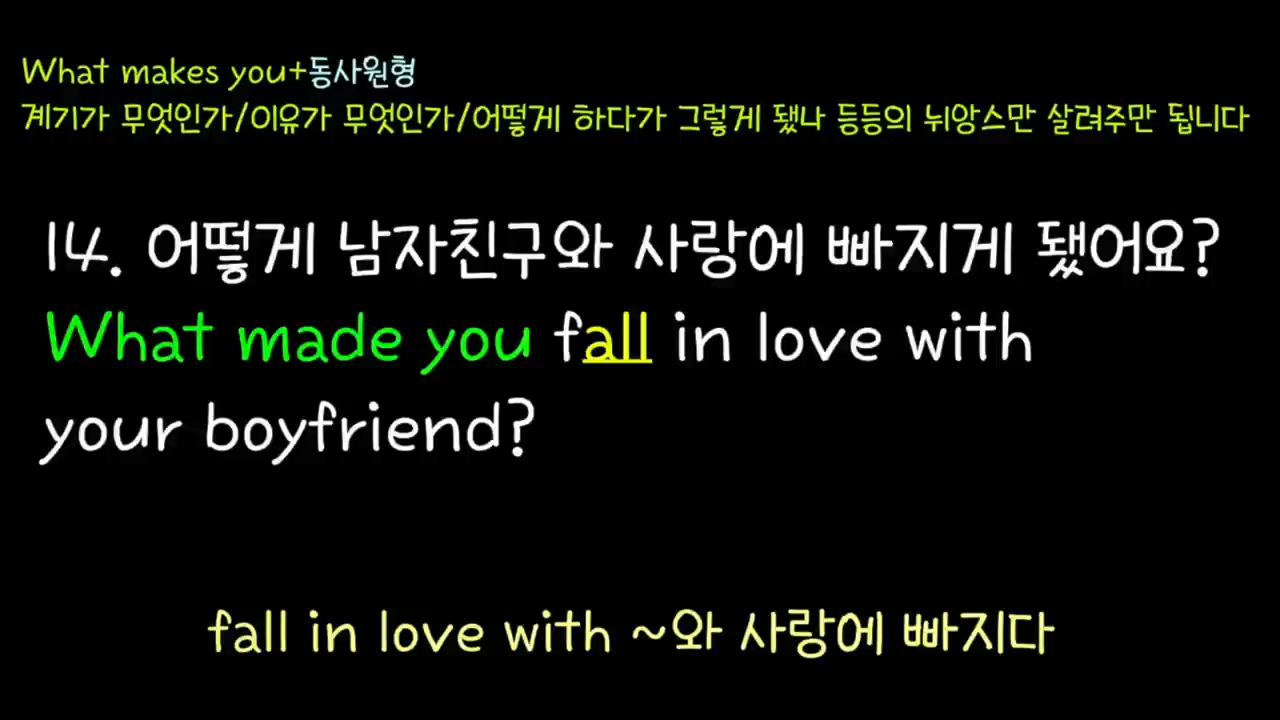 What makes you+동사원형
계기가 무엇인가/이유가 무엇인가/어떻게 하다가 그렇게 됐나 등등의 뉘앙스만 살려주만 됩니다
14. 어떻게 남자친구와 사랑에 빠지게 됐어요?
What made you fall in love with
your boyfriend?
fall in love with ~와 사랑에 빠지다